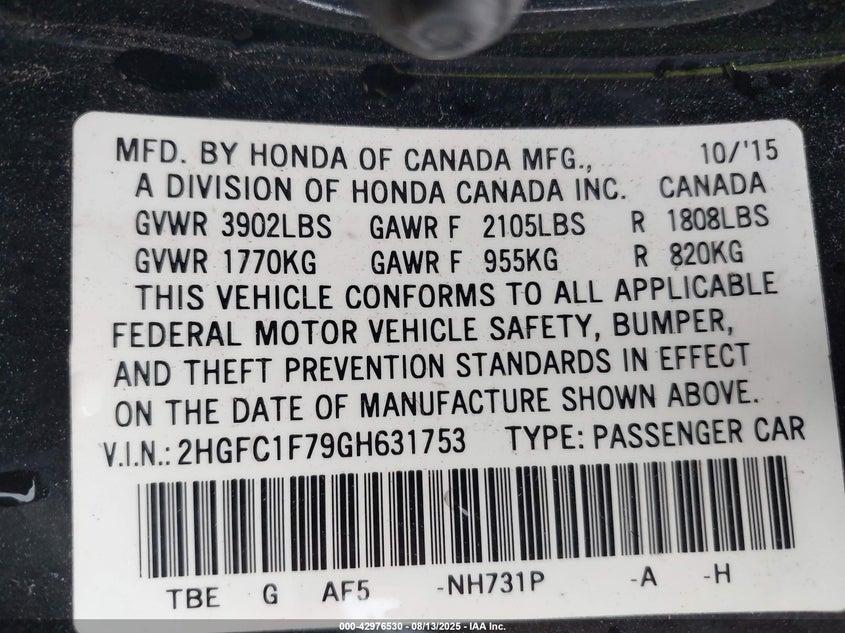 MFD. BY HONDA OF CANADA MFG., 10/'15
A DIVISION OF HONDA CANADA INC. CANADA
GVWR 3902LBS GAWR F 2105LBS R 1808LBS
GVWR 1770KG GAWR F 955KG R 820KG
THIS VEHICLE CONFORMS TO ALL APPLICABLE
FEDERAL MOTOR VEHICLE SAFETY, BUMPER,
AND THEFT PREVENTION STANDARDS IN EFFECT
ON THE DATE OF MANUFACTURE SHOWN ABOVE.
V.I.N.: 2HGFC1F79GH631753 TYPE: PASSENGER CAR
TBE G AF5 -NH731P -A -H
000-42976530 - 08/13/2025 - IAA Inc.